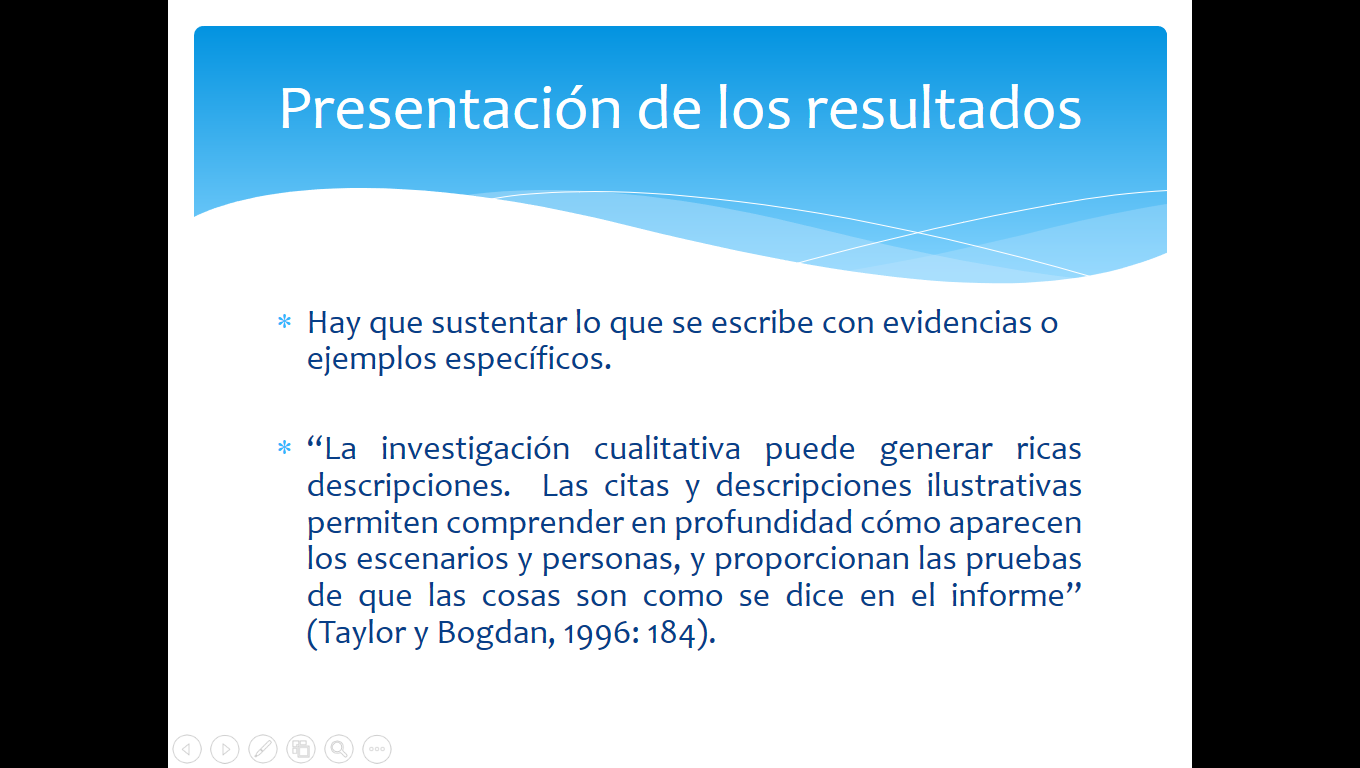 Presentación de los resultados
* Hay que sustentar lo que se escribe con evidencias o
ejemplos específicos.
* “La investigación cualitativa puede generar ricas
descripciones. Las citas y descripciones ilustrativas
permiten comprender en profundidad cómo aparecen
los escenarios y personas, y proporcionan las pruebas
de que las cosas son como se dice en el informe”
(Taylor y Bogdan, 1996: 184).